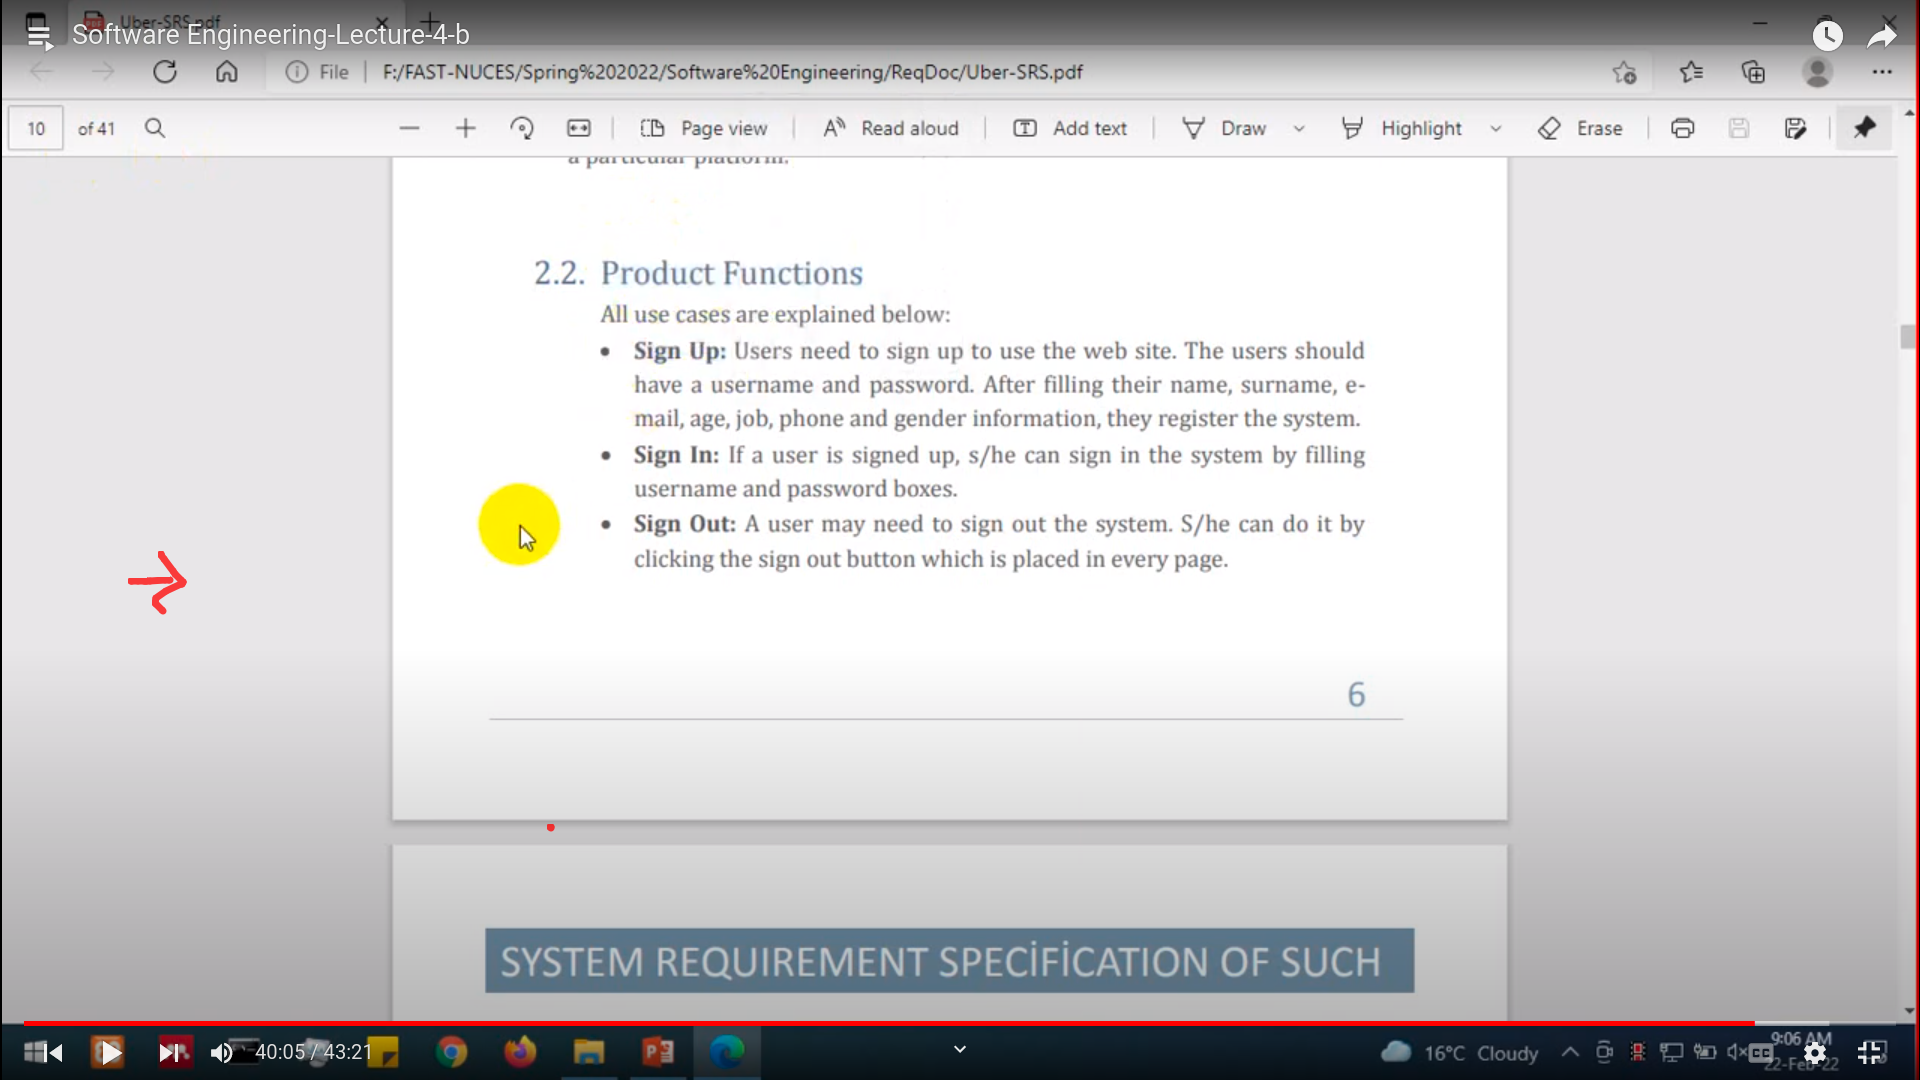 Uber-SRS.pdf
Software Engineering-Lecture-4-b
File
F:/FAST-NUCES/Spring%202022/Software%20Engineering/ReqDoc/Uber-SRS.pdf
10 of 41
Page view
Read aloud
Add text
Draw
Highlight
Erase
a particular platform.
2.2. Product Functions
All use cases are explained below:
• Sign Up: Users need to sign up to use the web site. The users should
have a username and password. After filling their name, surname, e-
mail, age, job, phone and gender information, they register the system.
• Sign In: If a user is signed up, s/he can sign in the system by filling
username and password boxes.
• Sign Out: A user may need to sign out the system. S/he can do it by
clicking the sign out button which is placed in every page.
6
SYSTEM REQUIREMENT SPECİFİCATION OF SUCH
40:05 / 43:21
16°C Cloudy
CC
9:06 AM
22-Feb-22